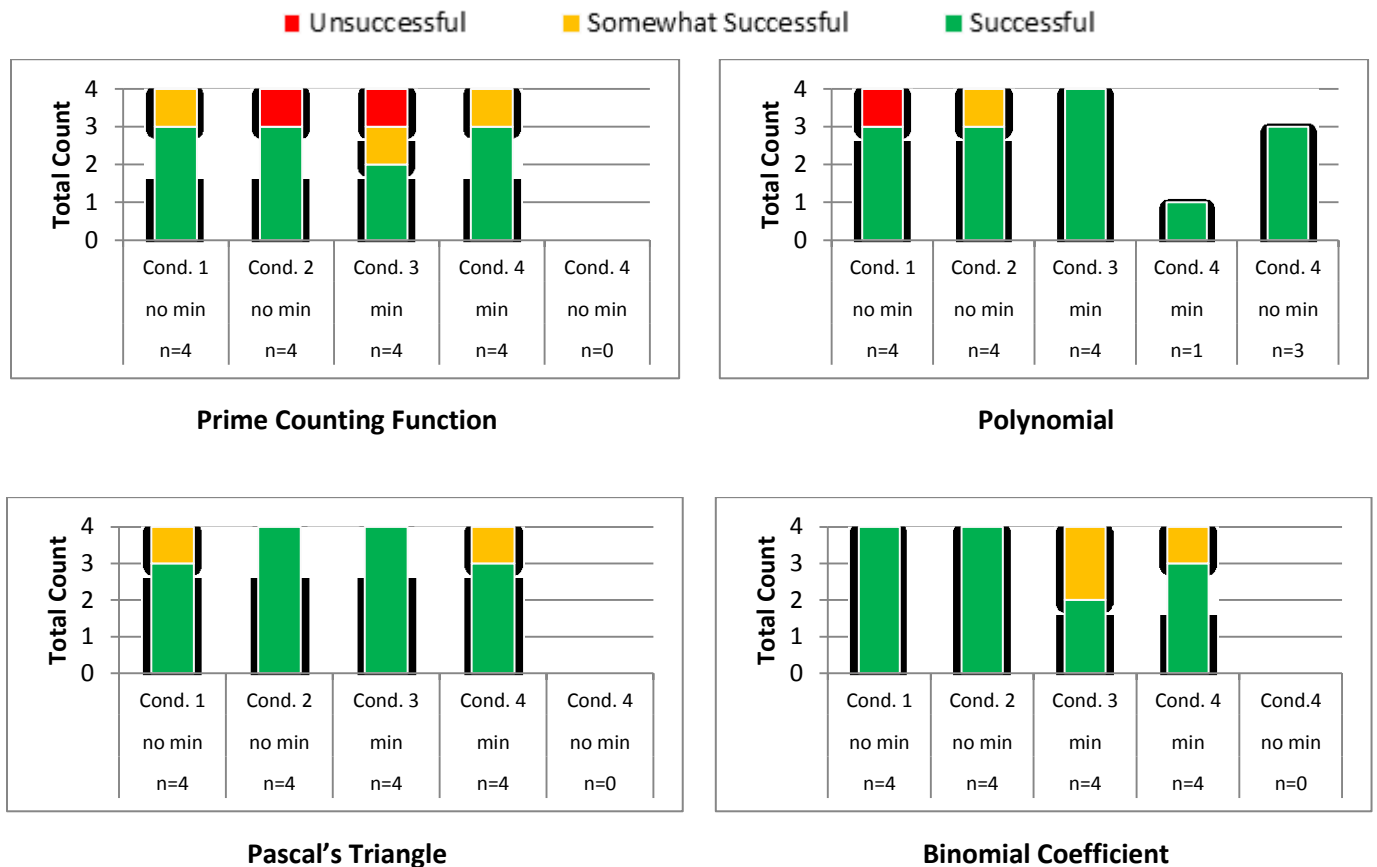 Unsuccessful Somewhat Successful Successful
Total Count
4
3
2
1
0
Cond. 1 Cond. 2 Cond. 3 Cond. 4 Cond. 4
no min no min min min no min
n=4 n=4 n=4 n=4 n=0
Prime Counting Function
Total Count
4
3
2
1
0
Cond. 1 Cond. 2 Cond. 3 Cond. 4 Cond. 4
no min no min min min no min
n=4 n=4 n=4 n=1 n=3
Polynomial
Total Count
4
3
2
1
0
Cond. 1 Cond. 2 Cond. 3 Cond. 4 Cond. 4
no min no min min min no min
n=4 n=4 n=4 n=4 n=0
Pascal’s Triangle
Total Count
4
3
2
1
0
Cond. 1 Cond. 2 Cond. 3 Cond. 4 Cond.4
no min no min min min no min
n=4 n=4 n=4 n=4 n=0
Binomial Coefficient